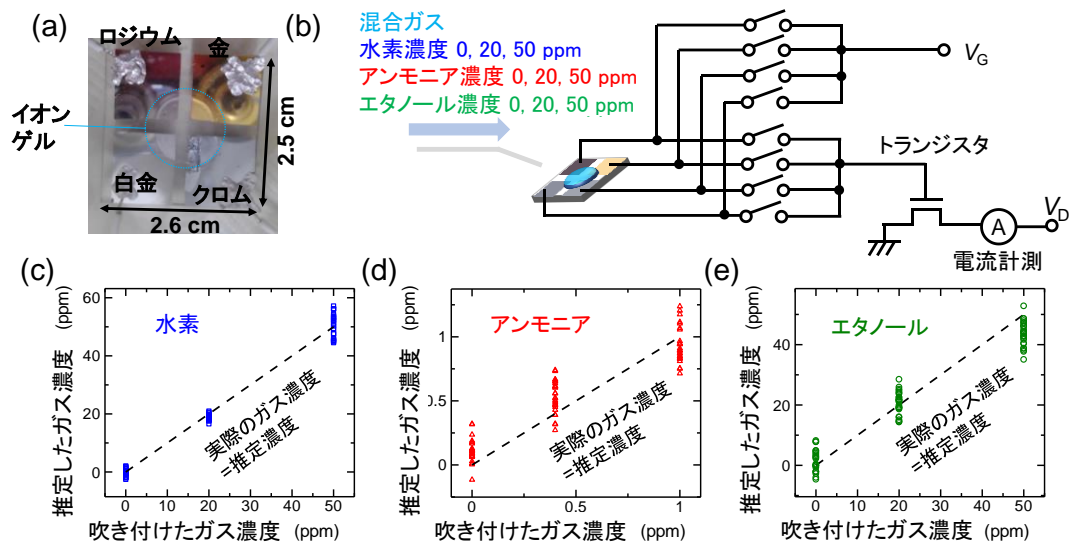 (a)
ロジウム
金
イオン
ゲル
白金
クロム
2.5 cm
2.6 cm
(b)
混合ガス
水素濃度 0, 20, 50 ppm
アンモニア濃度 0, 20, 50 ppm
エタノール濃度 0, 20, 50 ppm
VG
トランジスタ
VD
A
電流計測
(c)
推定したガス濃度 (ppm)
60
40
20
0
水素
実際のガス濃度
=推定濃度
0 10 20 30 40 50
吹き付けたガス濃度 (ppm)
(d)
推定したガス濃度 (ppm)
1
0.5
0
アンモニア
実際のガス濃度
=推定濃度
0 0.5 1
吹き付けたガス濃度 (ppm)
(e)
推定したガス濃度 (ppm)
40
20
0
エタノール
実際のガス濃度
=推定濃度
0 10 20 30 40 50
吹き付けたガス濃度 (ppm)